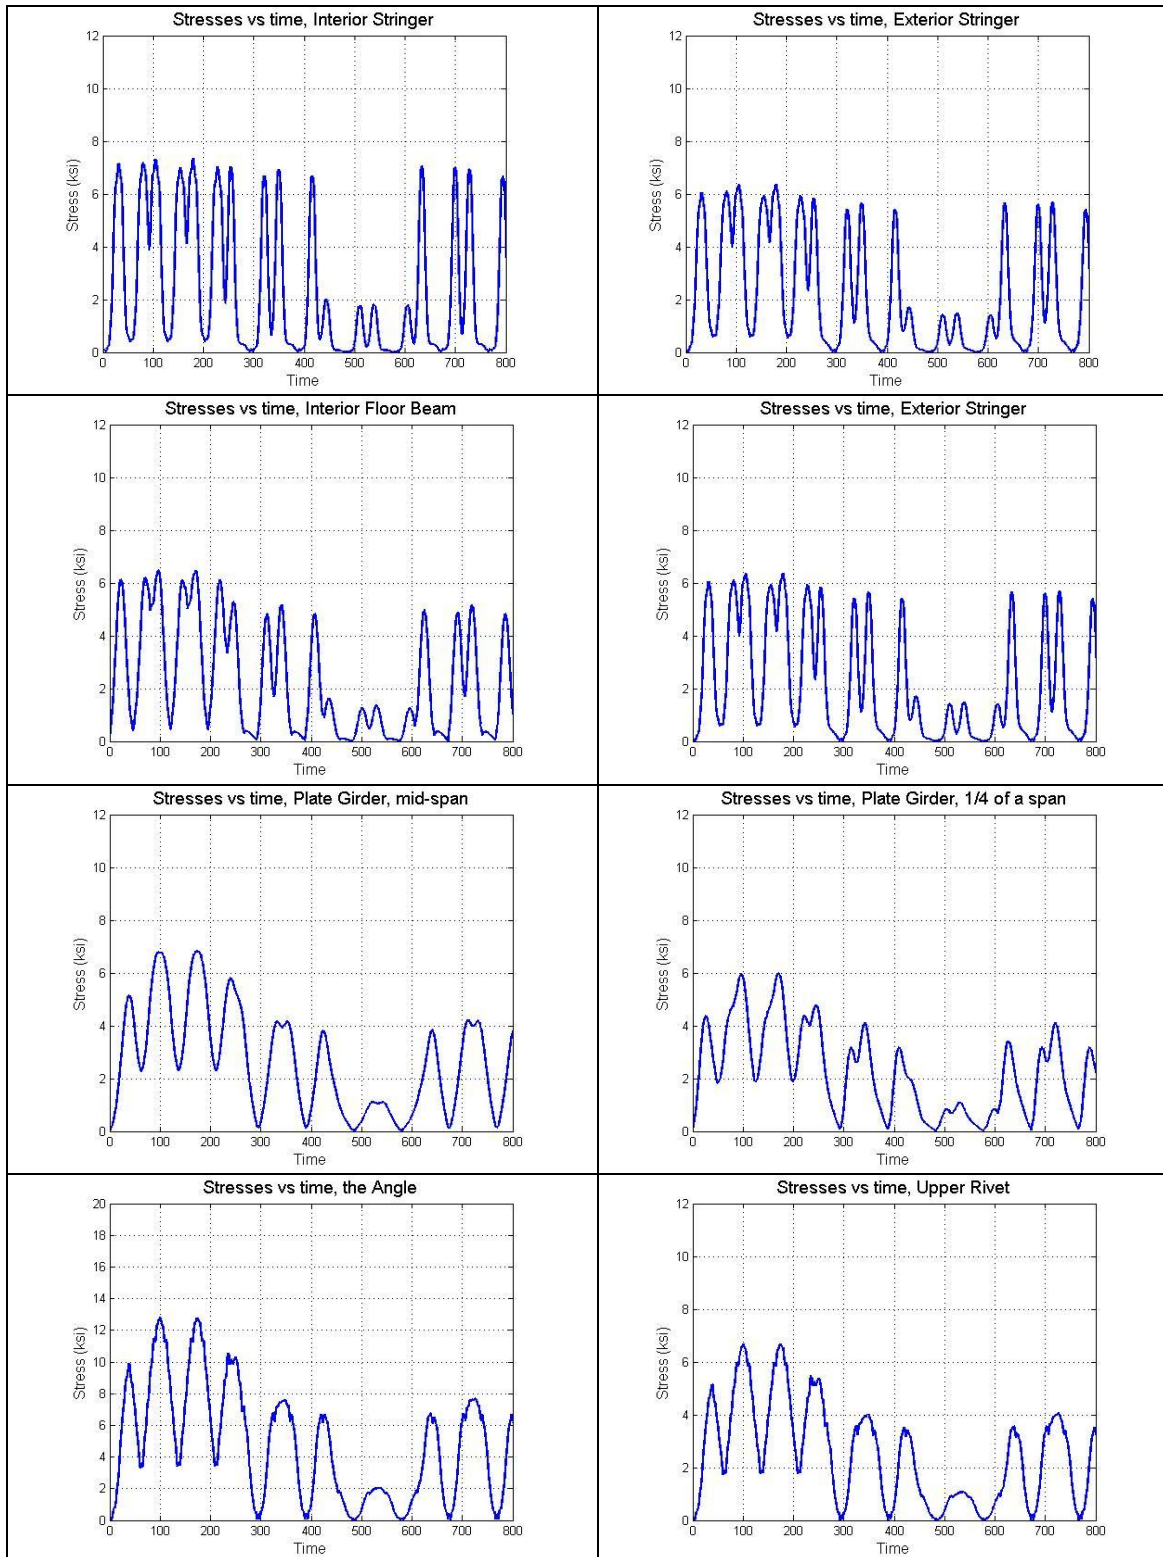 Stresses vs time, Interior Stringer
12
10
8
6
4
2
0
Stress (ksi)
0 100 200 300 400 500 600 700 800
Time
Stresses vs time, Exterior Stringer
12
10
8
6
4
2
0
Stress (ksi)
0 100 200 300 400 500 600 700 800
Time
Stresses vs time, Interior Floor Beam
12
10
8
6
4
2
0
Stress (ksi)
0 100 200 300 400 500 600 700 800
Time
Stresses vs time, Exterior Stringer
12
10
8
6
4
2
0
Stress (ksi)
0 100 200 300 400 500 600 700 800
Time
Stresses vs time, Plate Girder, mid-span
12
10
8
6
4
2
0
Stress (ksi)
0 100 200 300 400 500 600 700 800
Time
Stresses vs time, Plate Girder, 1/4 of a span
12
10
8
6
4
2
0
Stress (ksi)
0 100 200 300 400 500 600 700 800
Time
Stresses vs time, the Angle
20
18
16
14
12
10
8
6
4
2
0
Stress (ksi)
0 100 200 300 400 500 600 700 800
Time
Stresses vs time, Upper Rivet
12
10
8
6
4
2
0
Stress (ksi)
0 100 200 300 400 500 600 700 800
Time